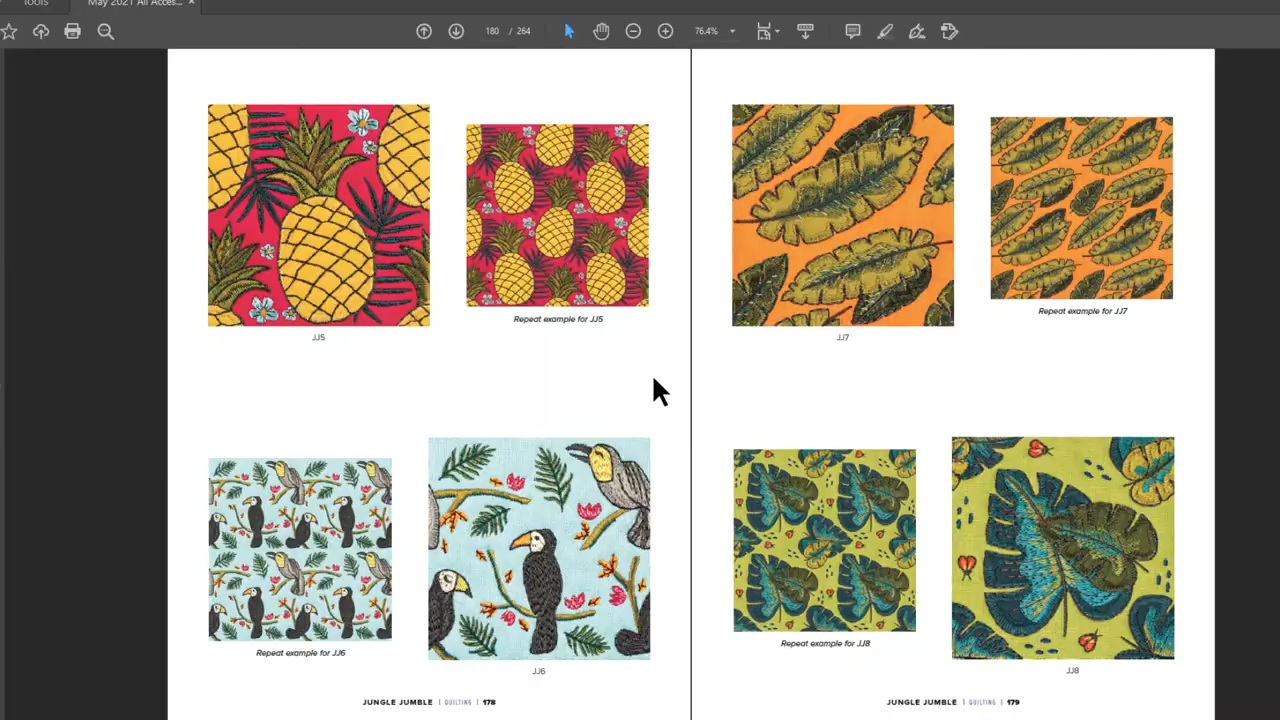 Tools
May 2021 All Acces... ×
180 / 264
76.4%
JJ5
Repeat example for JJ5
JJ7
Repeat example for JJ7
Repeat example for JJ6
JJ6
Repeat example for JJ8
JJ8
JUNGLE JUMBLE | QUILTING | 178
JUNGLE JUMBLE | QUILTING | 179